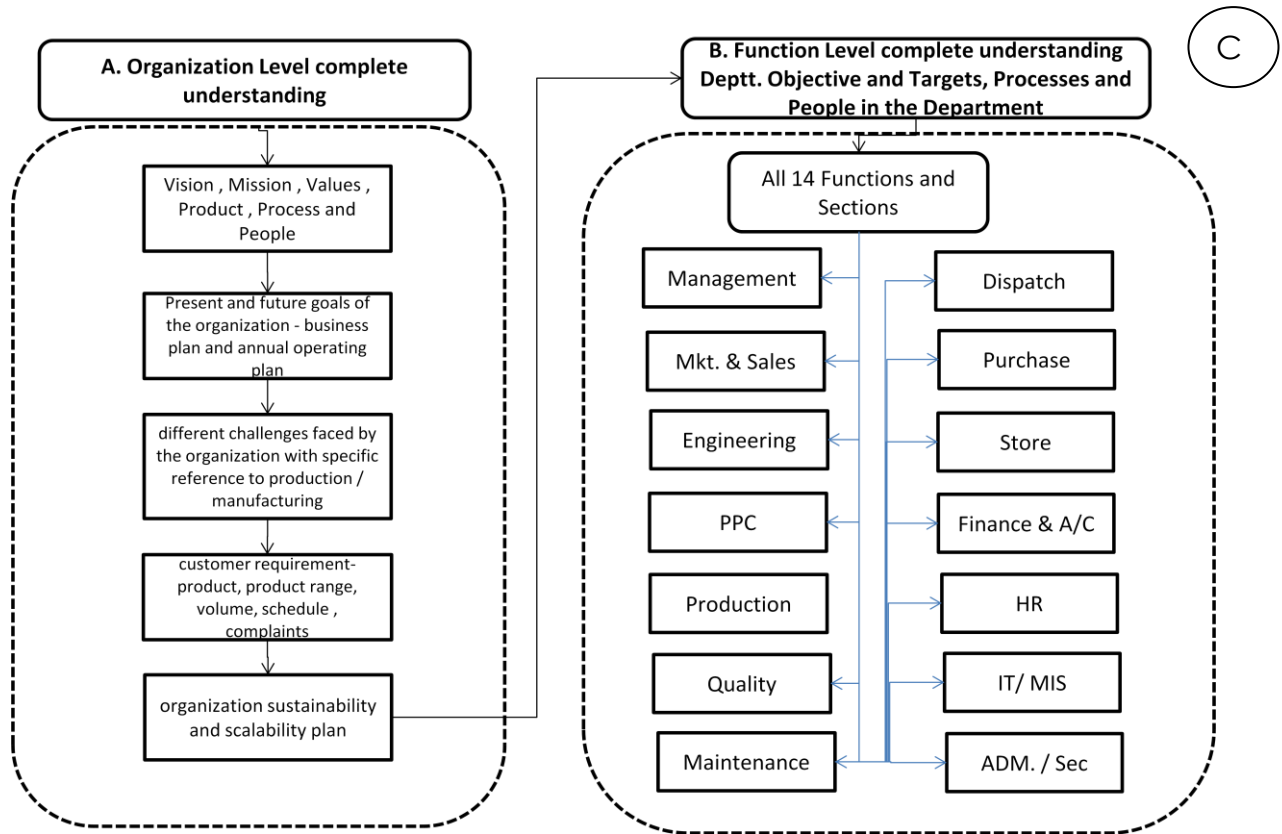 A. Organization Level complete
understanding
Vision , Mission , Values ,
Product , Process and
People
Present and future goals of
the organization - business
plan and annual operating
plan
different challenges faced by
the organization with specific
reference to production /
manufacturing
customer requirement-
product, product range,
volume, schedule ,
complaints
organization sustainability
and scalability plan
B. Function Level complete understanding
Deptt. Objective and Targets, Processes and
People in the Department
C
All 14 Functions and
Sections
Management
Mkt. & Sales
Engineering
PPC
Production
Quality
Maintenance
Dispatch
Purchase
Store
Finance & A/C
HR
IT/ MIS
ADM. / Sec